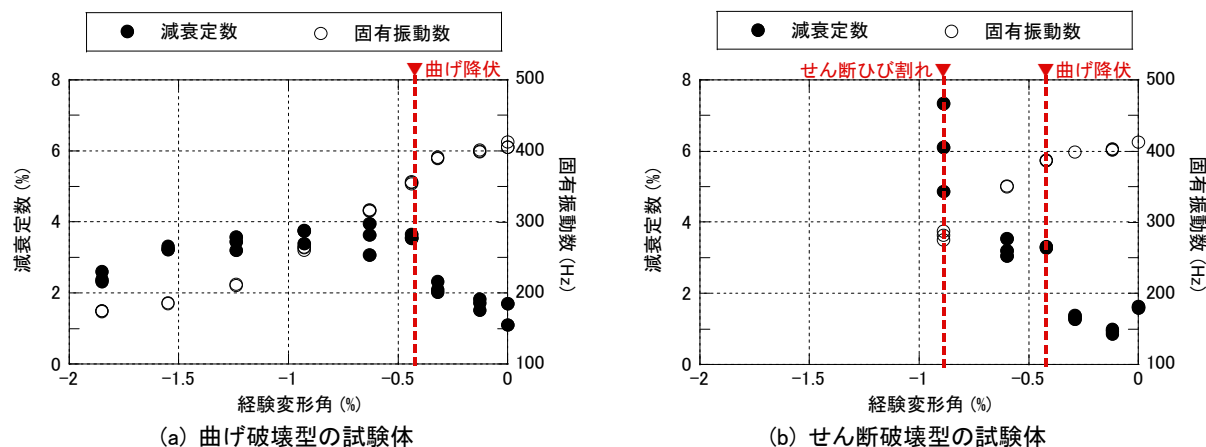 ● 減衰定数 ○ 固有振動数
曲げ降伏
8
6
4
2
0
減衰定数 (%)
500
400
300
200
100
固有振動数 (Hz)
−2 −1.5 −1 −0.5 0
経験変形角 (%)
(a) 曲げ破壊型の試験体
● 減衰定数 ○ 固有振動数
せん断ひび割れ 曲げ降伏
8
6
4
2
0
減衰定数 (%)
500
400
300
200
100
固有振動数 (Hz)
−2 −1.5 −1 −0.5 0
経験変形角 (%)
(b) せん断破壊型の試験体